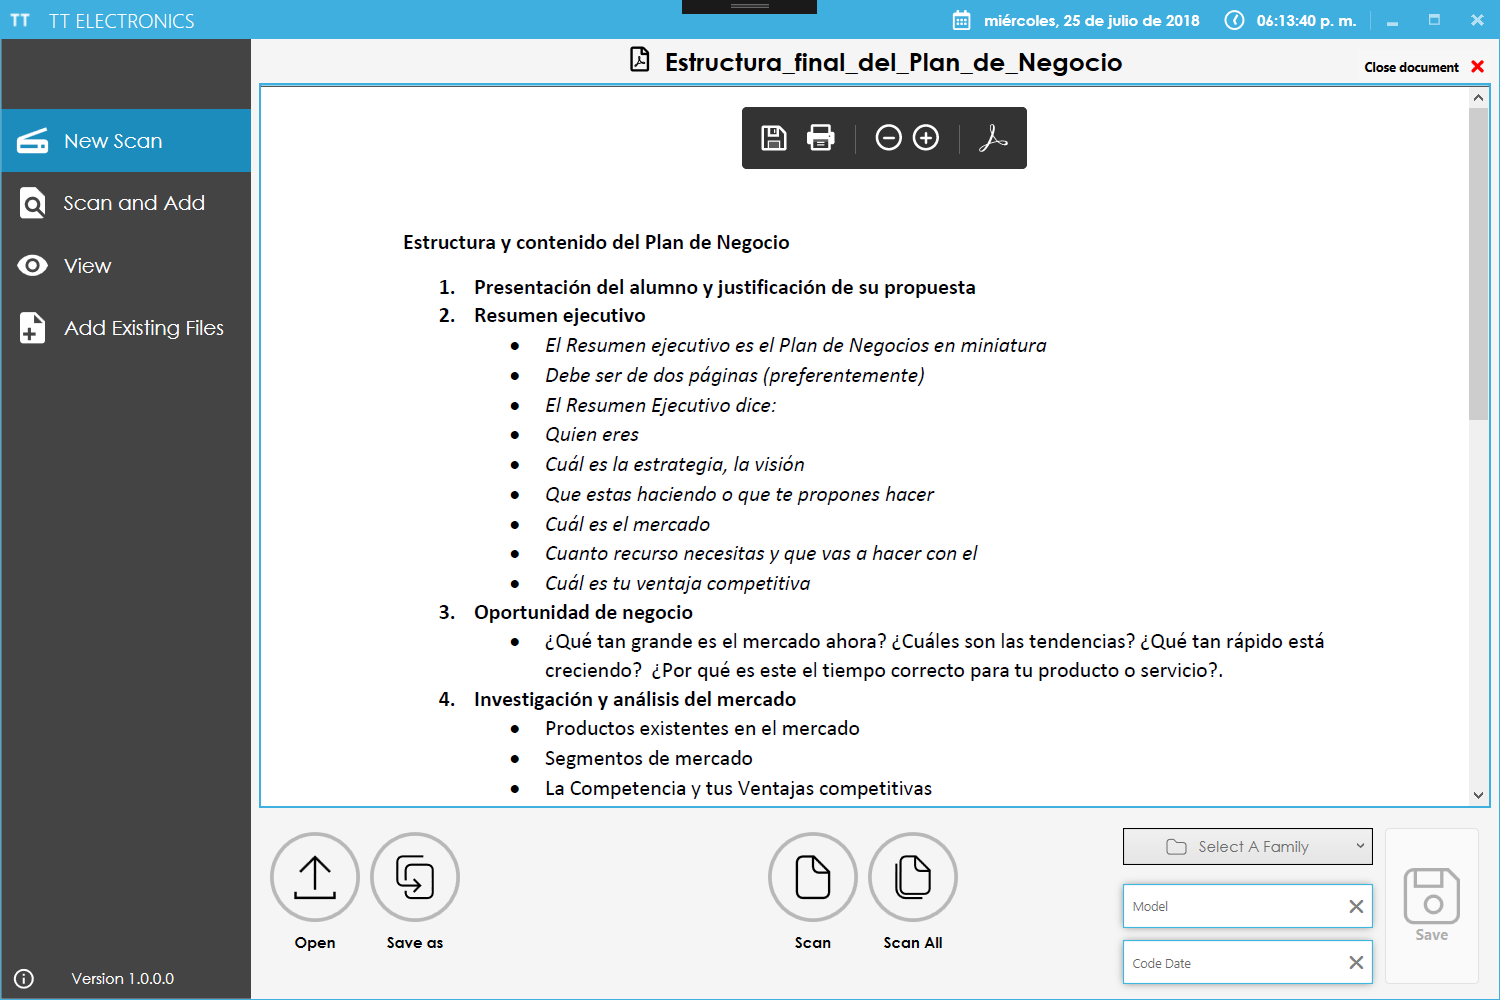 TT TT ELECTRONICS
miércoles, 25 de julio de 2018
06:13:40 p. m.
Estructura_final_del_Plan_de_Negocio
Close document
New Scan
Scan and Add
View
Add Existing Files
Estructura y contenido del Plan de Negocio
1. Presentación del alumno y justificación de su propuesta
2. Resumen ejecutivo
• El Resumen ejecutivo es el Plan de Negocios en miniatura
• Debe ser de dos páginas (preferentemente)
• El Resumen Ejecutivo dice:
• Quien eres
• Cuál es la estrategia, la visión
• Que estas haciendo o que te propones hacer
• Cuál es el mercado
• Cuanto recurso necesitas y que vas a hacer con el
• Cuál es tu ventaja competitiva
3. Oportunidad de negocio
• ¿Qué tan grande es el mercado ahora? ¿Cuáles son las tendencias? ¿Qué tan rápido está
creciendo? ¿Por qué es este el tiempo correcto para tu producto o servicio?.
4. Investigación y análisis del mercado
• Productos existentes en el mercado
• Segmentos de mercado
• La Competencia y tus Ventajas competitivas
Open
Save as
Scan
Scan All
Select A Family
Model
Code Date
Save
Version 1.0.0.0